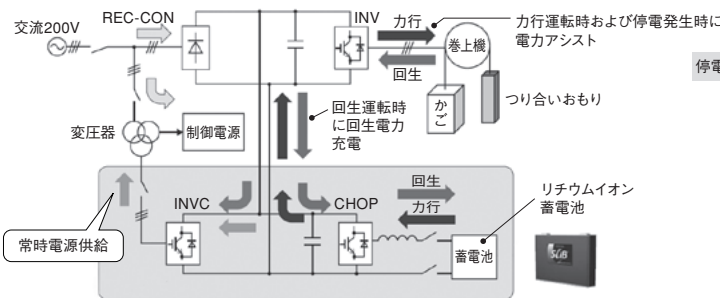 交流200V
REC-CON
INV
力行
回生
力行運転時および停電発生時に
電力アシスト
停電
巻上機
かご
つり合いおもり
変圧器
制御電源
回生運転時
に回生電力
充電
常時電源供給
INVC
CHOP
回生
力行
蓄電池
リチウムイオン
蓄電池